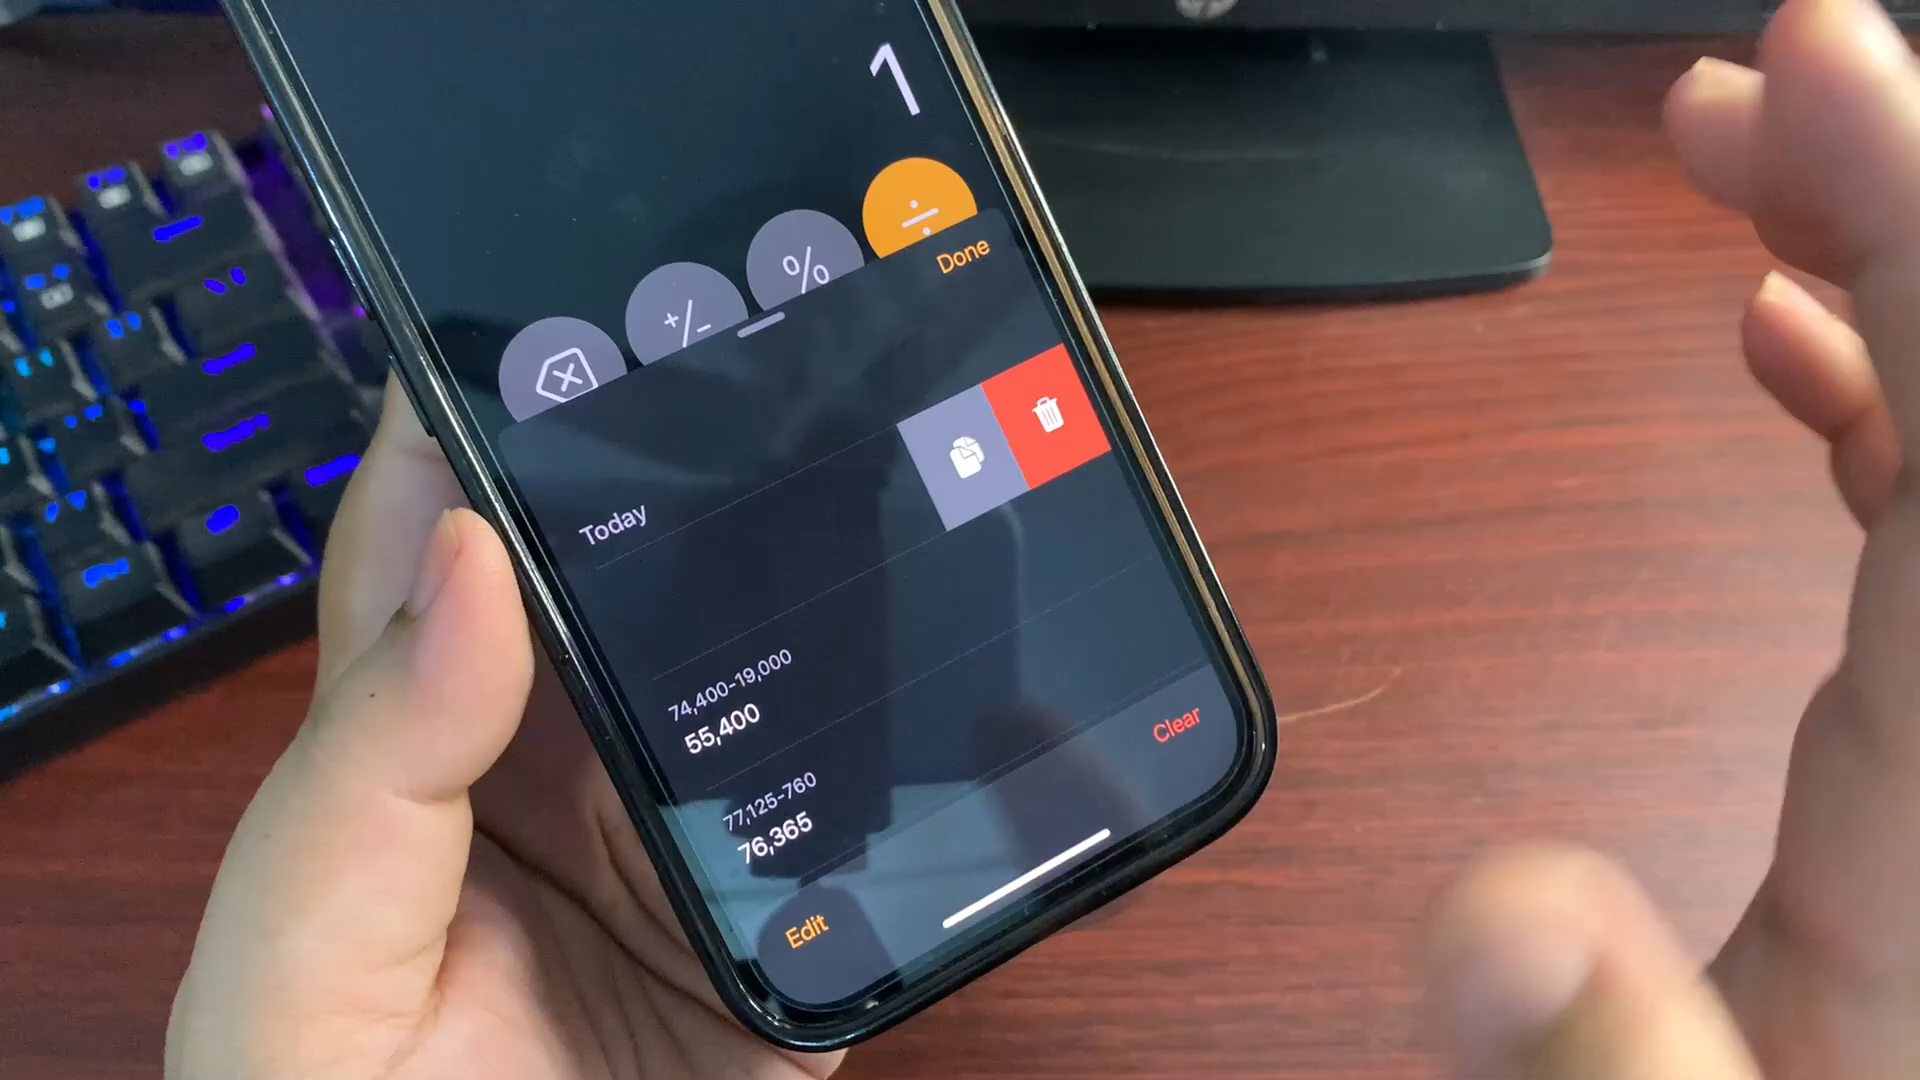 1
÷
%
+/-
Done
Today
74,400-19,000
55,400
77,125-760
76,365
Clear
Edit